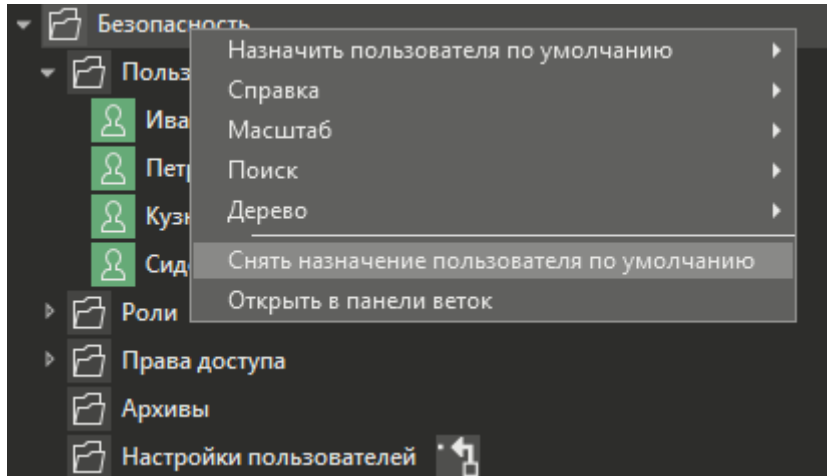 Безопасность
Назначить пользователя по умолчанию
Справка
Масштаб
Поиск
Дерево
Снять назначение пользователя по умолчанию
Открыть в панели веток
Роли
Права доступа
Архивы
Настройки пользователей